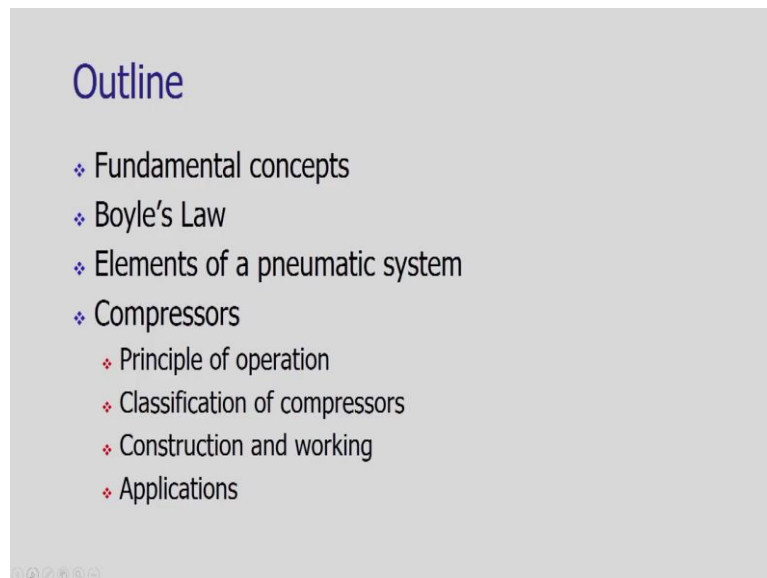 Outline
Fundamental concepts
Boyle's Law
Elements of a pneumatic system
Compressors
Principle of operation
Classification of compressors
Construction and working
Applications